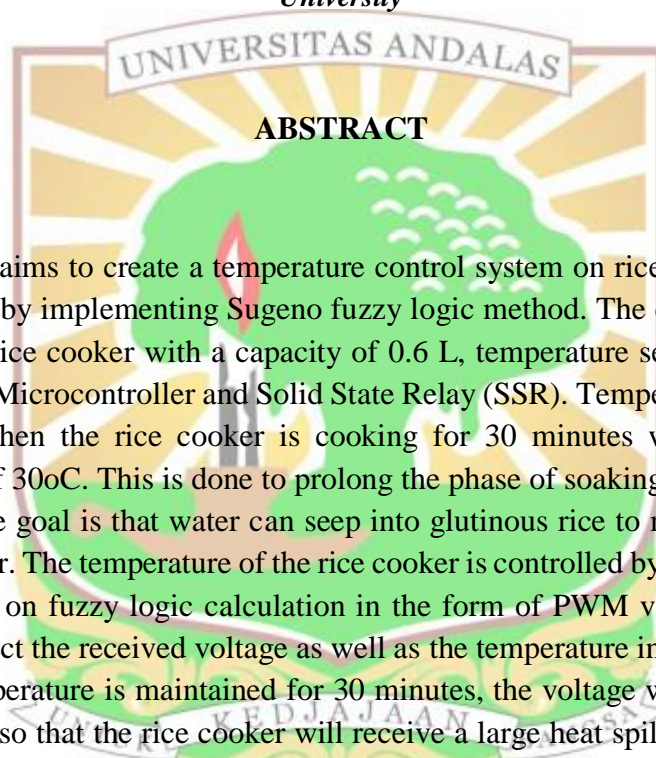 University
UNIVERSITAS ANDALAS
ABSTRACT
aims to create a temperature control system on rice
by implementing Sugeno fuzzy logic method. The
ice cooker with a capacity of 0.6 L, temperature se
Microcontroller and Solid State Relay (SSR). Tempe
hen the rice cooker is cooking for 30 minutes
f 30oC. This is done to prolong the phase of soaking
e goal is that water can seep into glutinous rice to
r. The temperature of the rice cooker is controlled by
on fuzzy logic calculation in the form of PWM v
ct the received voltage as well as the temperature in
perature is maintained for 30 minutes, the voltage
UNTUK KEDJAJAAN BANGSA
so that the rice cooker will receive a large heat spil